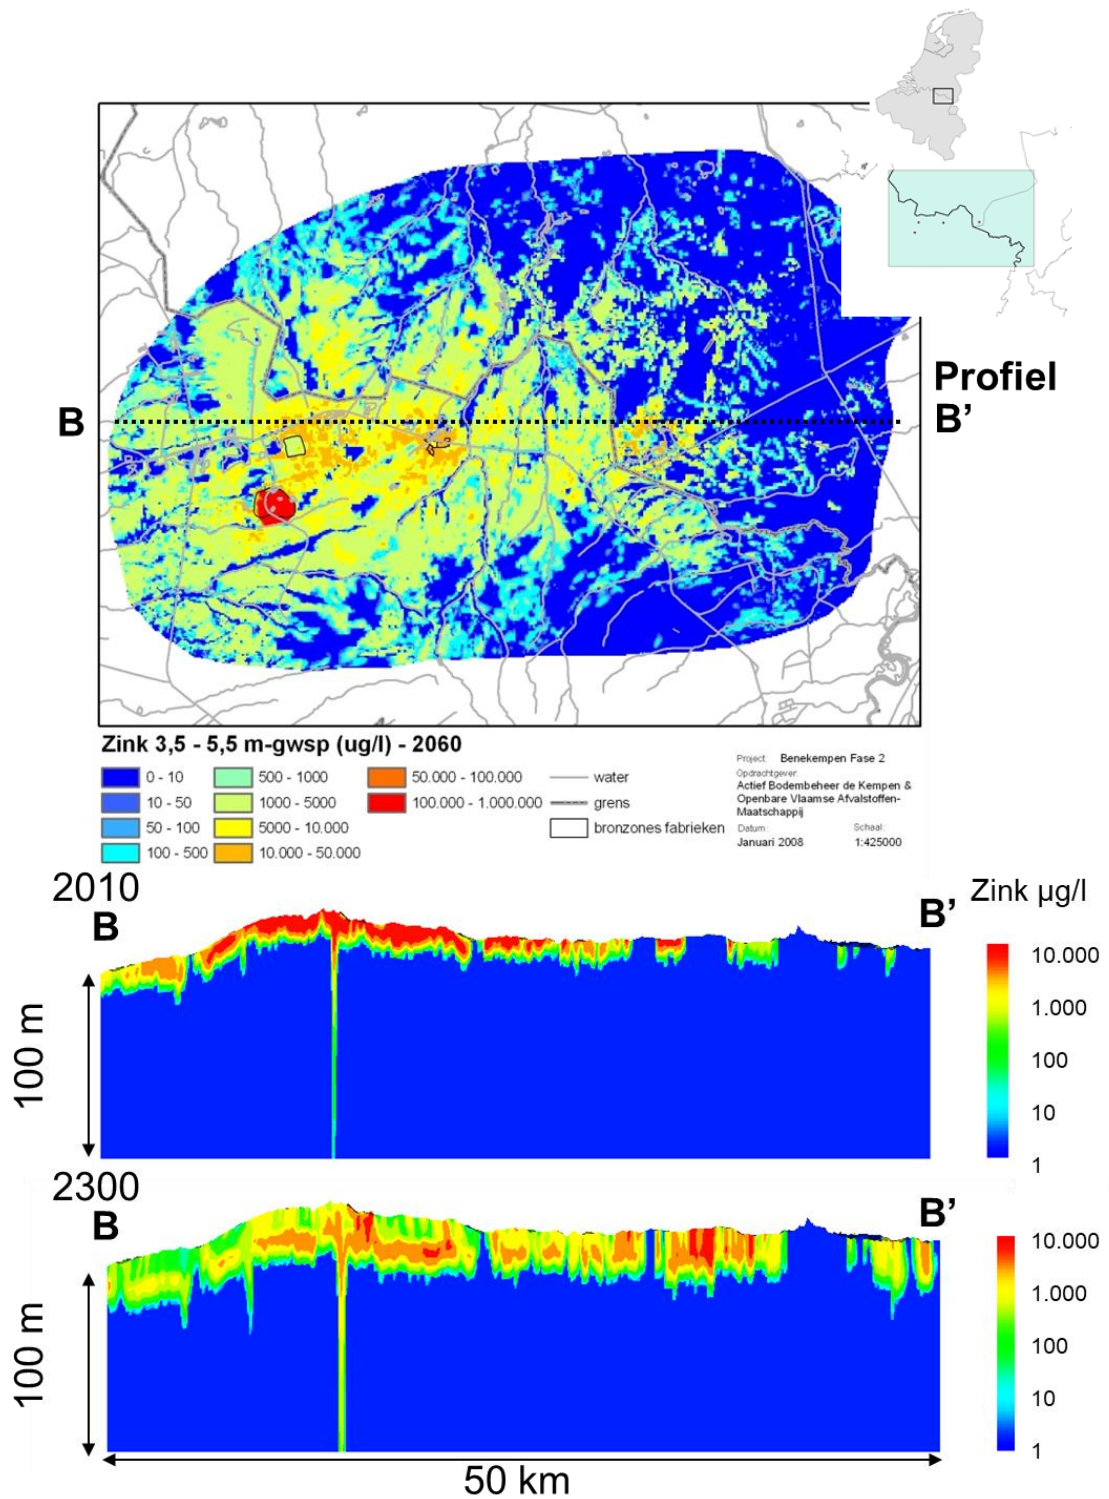 Profiel
B
B’
Zink 3,5 - 5,5 m-gwsp (ug/l) - 2060
0 - 10
10 - 50
50 - 100
100 - 500
500 - 1000
1000 - 5000
5000 - 10.000
10.000 - 50.000
50.000 - 100.000
100.000 - 1.000.000
water
grens
bronzones fabrieken
Project: Benekempen Fase 2
Opdrachtgever:
Actief Bodembeheer de Kempen &
Openbare Vlaamse Afvalstoffen-
Maatschappij
Datum: Schaal:
Januari 2008 1:425000
2010
B
B’
Zink µg/l
100 m
10.000
1.000
100
10
1
2300
B
B’
100 m
10.000
1.000
100
10
1
50 km